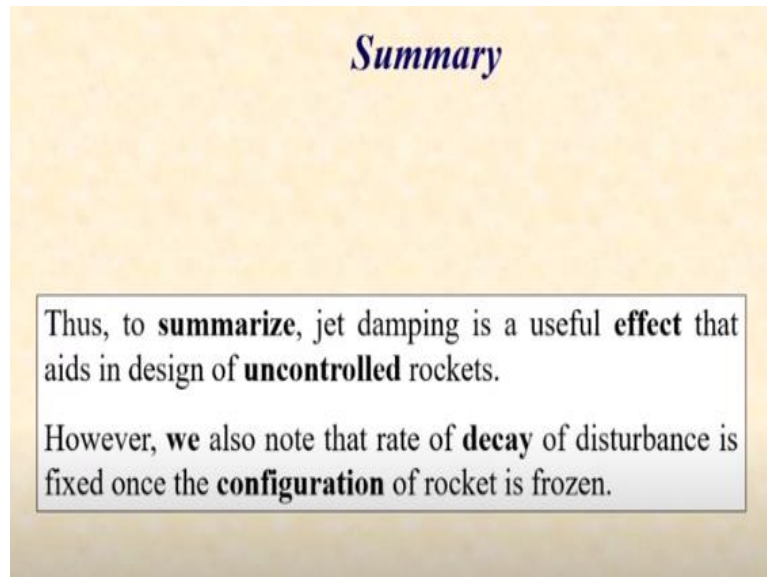 Summary
Thus, to summarize, jet damping is a useful effect that
aids in design of uncontrolled rockets.
However, we also note that rate of decay of disturbance is
fixed once the configuration of rocket is frozen.